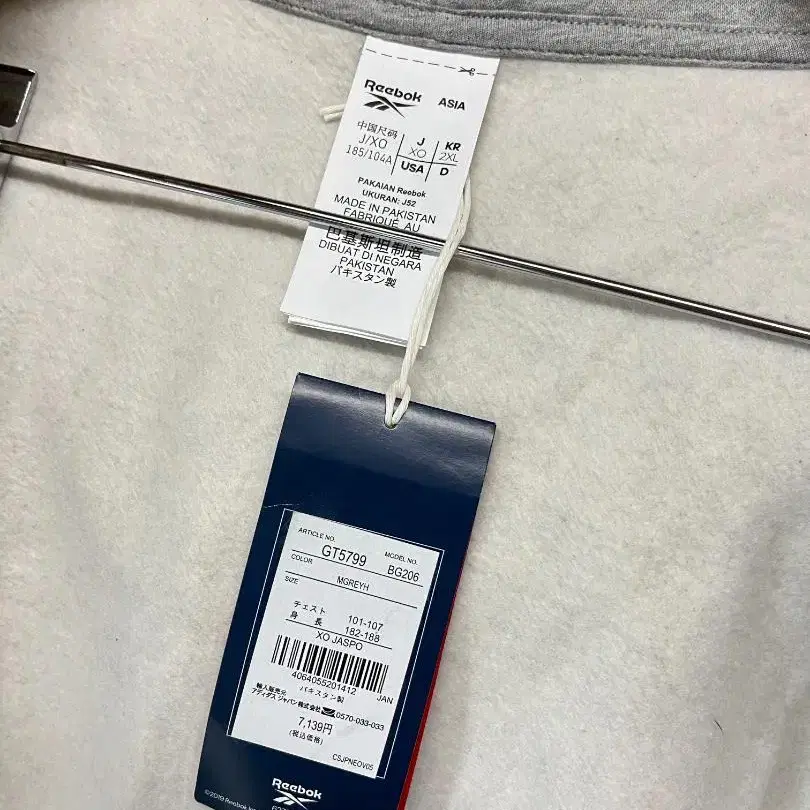 Reebok
ASIA
中国尺码
J/XO
185/104A
J
XO
KR
2XL
USA
D
PAKAIAN Reebok
UKURAN: J52
MADE IN PAKISTAN
FABRIQUÉ AU
巴基斯坦制造
DIBUAT DI NEGARA
PAKISTAN
パキスタン製
ARTICLE NO.
GT5799
MODEL NO.
BG206
COLOR
MGREYH
SIZE
チェスト 101-107
身 長 182-188
XO JASPO
4064055201412
JAN
パキスタン製
輸入販売元
アディダス ジャパン株式会社 0570-033-033
7,139円
(税込価格)
CSJPNEOV05
Reebok
©2019 Reebok